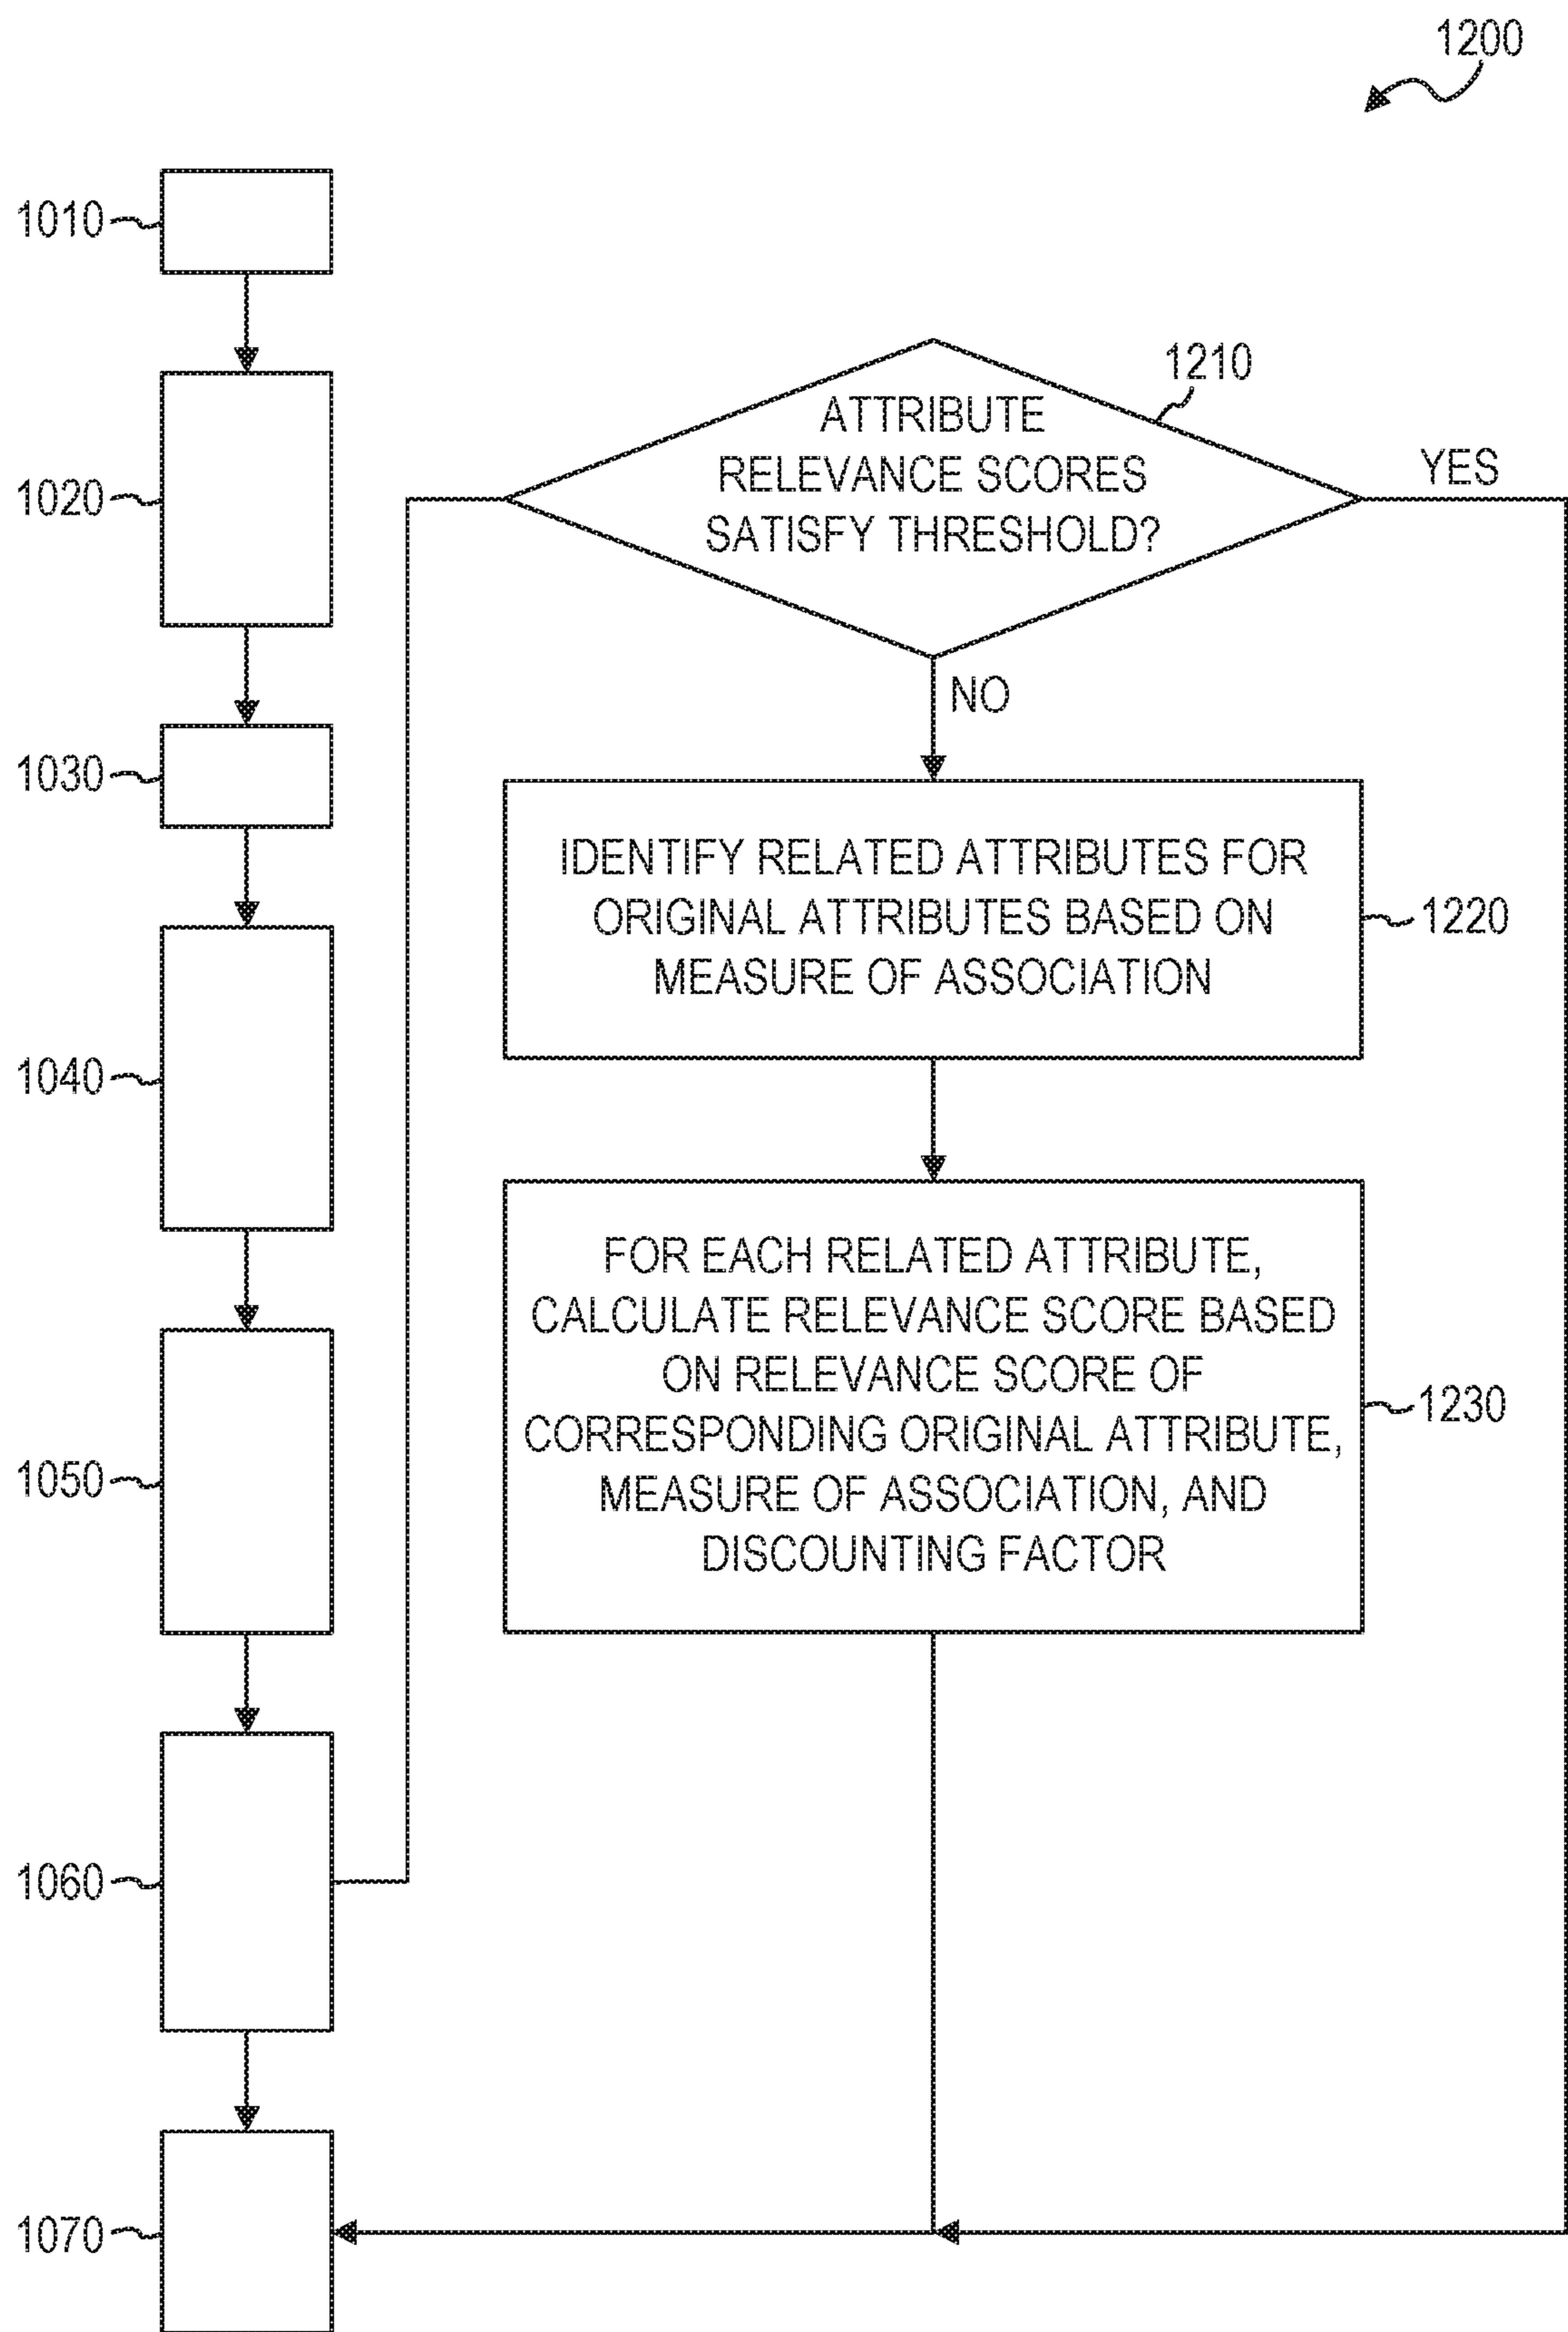 1200
1010
1020
1030
1040
1050
1060
1070
1210
ATTRIBUTE
RELEVANCE SCORES
SATISFY THRESHOLD?
YES
NO
IDENTIFY RELATED ATTRIBUTES FOR
ORIGINAL ATTRIBUTES BASED ON
MEASURE OF ASSOCIATION
1220
FOR EACH RELATED ATTRIBUTE,
CALCULATE RELEVANCE SCORE BASED
ON RELEVANCE SCORE OF
CORRESPONDING ORIGINAL ATTRIBUTE,
MEASURE OF ASSOCIATION, AND
DISCOUNTING FACTOR
1230